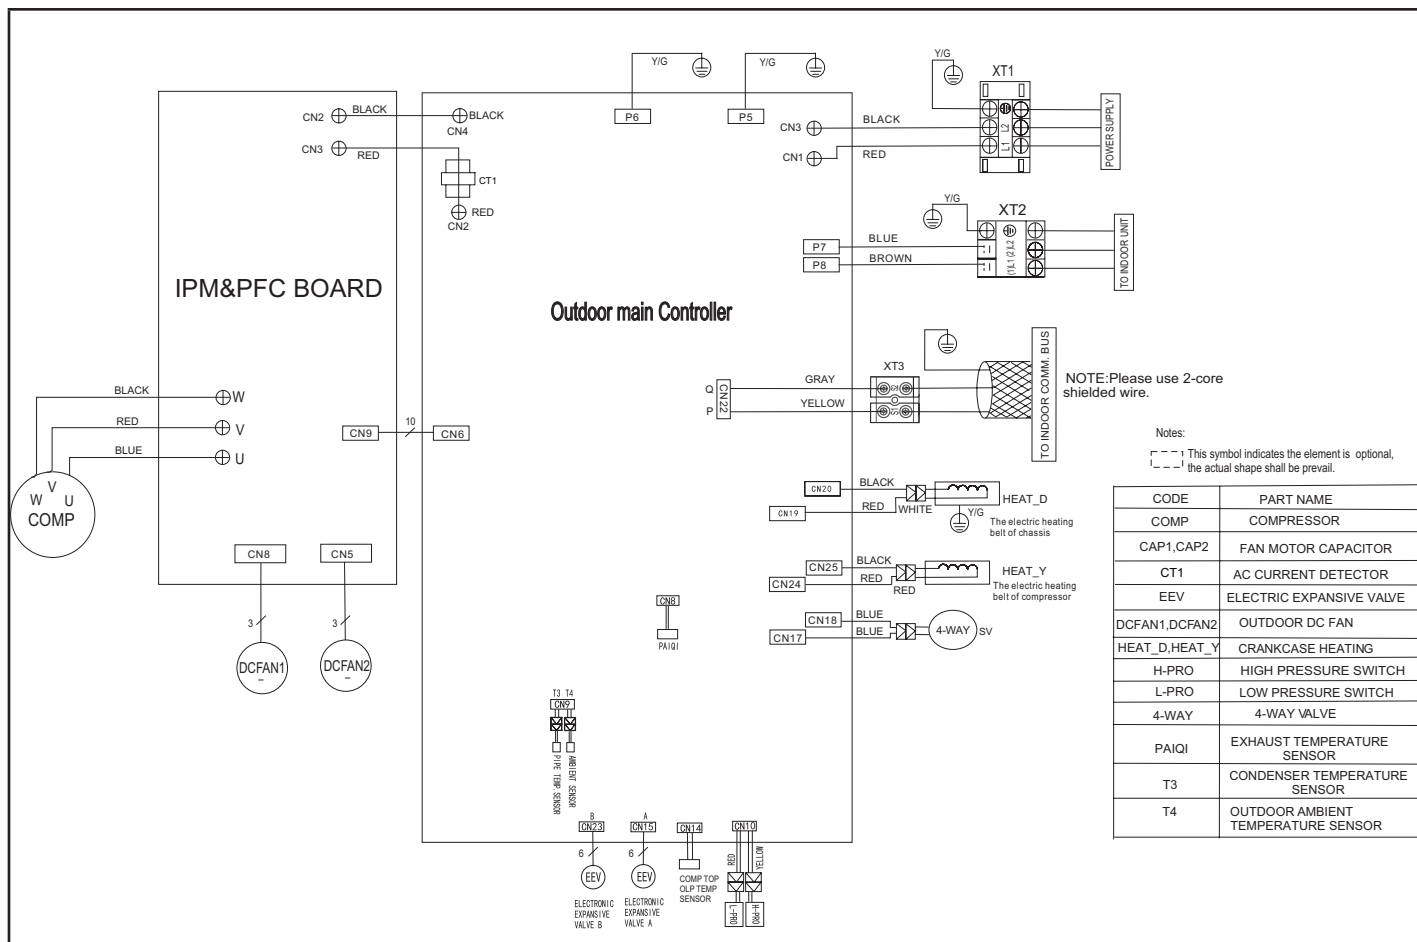 Y/G
Y/G
Y/G
XT1
CN2
BLACK
BLACK
CN4
P6
P5
CN3
BLACK
L2
CN1
RED
L1
POWER SUPPLY
CN3
RED
CT1
RED
CN2
Y/G
XT2
P7
BLUE
P8
BROWN
(1)L1 (2)L2
TO INDOOR UNIT
IPM&PFC BOARD
Outdoor main Controller
XT3
Q
P
CN22
GRAY
YELLOW
TO INDOOR COMM. BUS
NOTE:Please use 2-core
shielded wire.
BLACK
W
RED
V
BLUE
U
CN9
10
CN6
W
V
U
COMP
Notes:
This symbol indicates the element is optional,
the actual shape shall be prevail.
CN20
BLACK
CN19
RED
WHITE
HEAT_D
Y/G
The electric heating
belt of chassis
CN25
BLACK
CN24
RED
RED
HEAT_Y
The electric heating
belt of compressor
CN18
BLUE
CN17
BLUE
4-WAY
SV
CN8
CN5
3
3
DCFAN1
~
DCFAN2
~
CN8
PAIQI
T3 T4
CN9
PIPE TEMP. SENSOR
AMBIENT SENSOR
B
CN23
A
CN15
CN14
CN10
6
6
EEV
EEV
RED
YELLOW
ELECTRONIC
EXPANSIVE
VALVE B
ELECTRONIC
EXPANSIVE
VALVE A
COMP TOP
OLP TEMP
SENSOR
L-PRO
H-PRO
CODE PART NAME
COMP COMPRESSOR
CAP1,CAP2 FAN MOTOR CAPACITOR
CT1 AC CURRENT DETECTOR
EEV ELECTRIC EXPANSIVE VALVE
DCFAN1,DCFAN2 OUTDOOR DC FAN
HEAT_D,HEAT_Y CRANKCASE HEATING
H-PRO HIGH PRESSURE SWITCH
L-PRO LOW PRESSURE SWITCH
4-WAY 4-WAY VALVE
PAIQI EXHAUST TEMPERATURE
SENSOR
T3 CONDENSER TEMPERATURE
SENSOR
T4 OUTDOOR AMBIENT
TEMPERATURE SENSOR